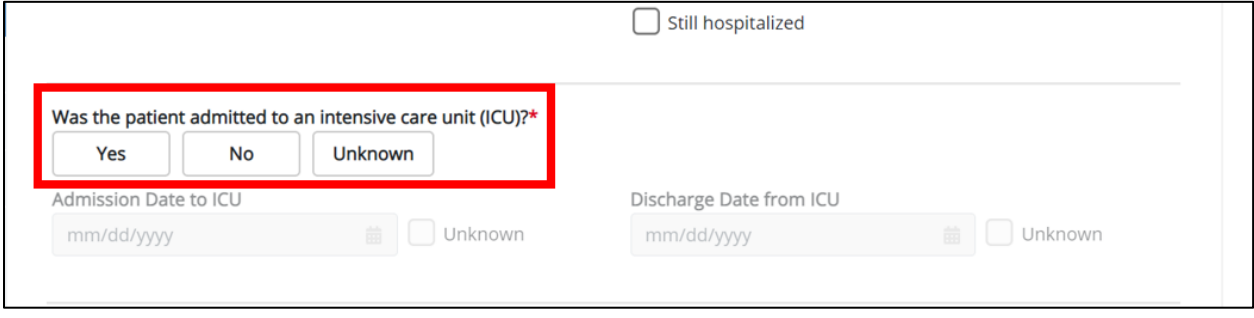 Still hospitalized
Was the patient admitted to an intensive care unit (ICU)?*
Yes No Unknown
Admission Date to ICU Discharge Date from ICU
mm/dd/yyyy Unknown mm/dd/yyyy Unknown